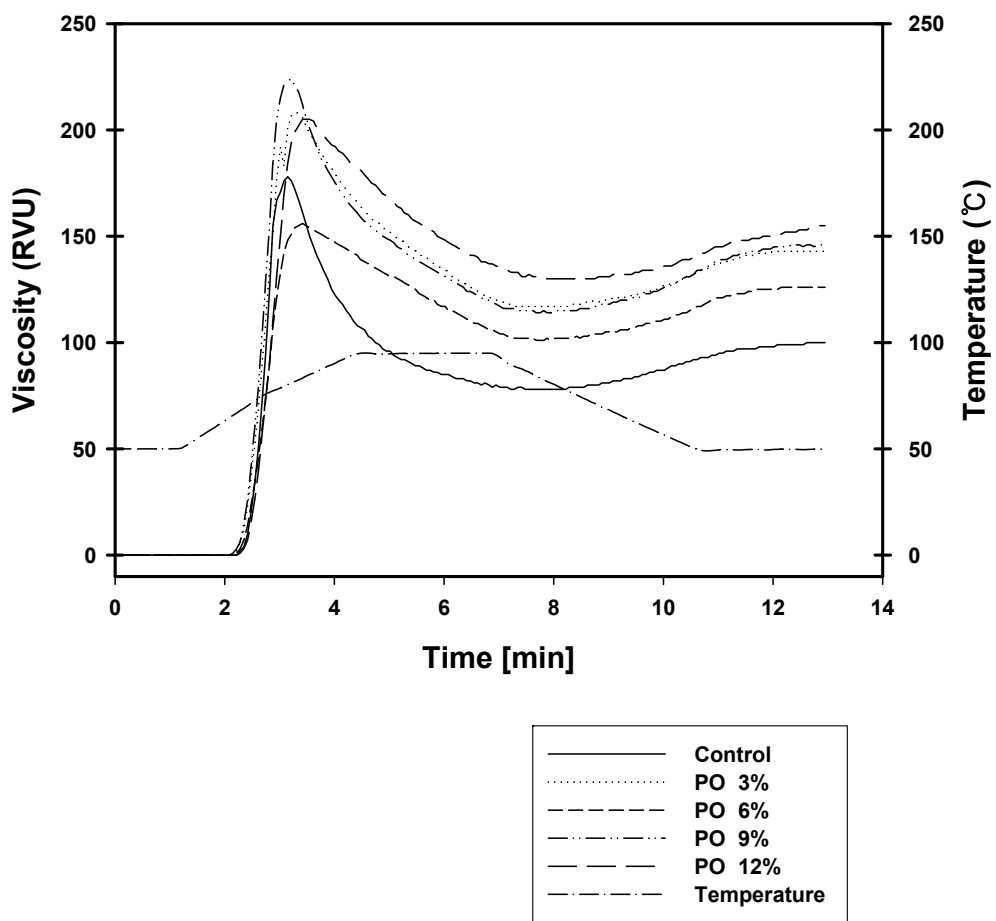 250 250
200 200
150 150
100 100
50 50
0 0
Viscosity (RVU)
Temperature (℃)
0 2 4 6 8 10 12 14
Time [min]
Control
PO 3%
PO 6%
PO 9%
PO 12%
Temperature